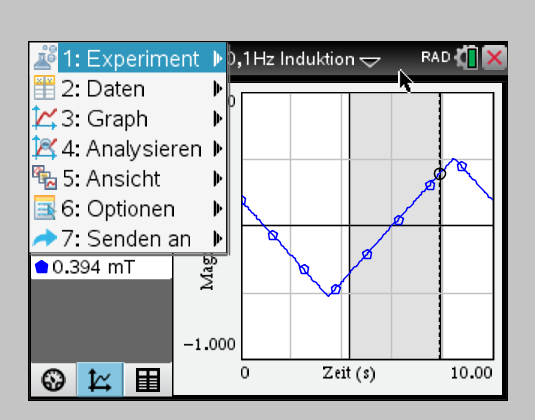 1: Experiment
0,1Hz Induktion
RAD
2: Daten
3: Graph
4: Analysieren
5: Ansicht
6: Optionen
7: Senden an
0.394 mT
Mag
-1.000
0
Zeit (s)
10.00